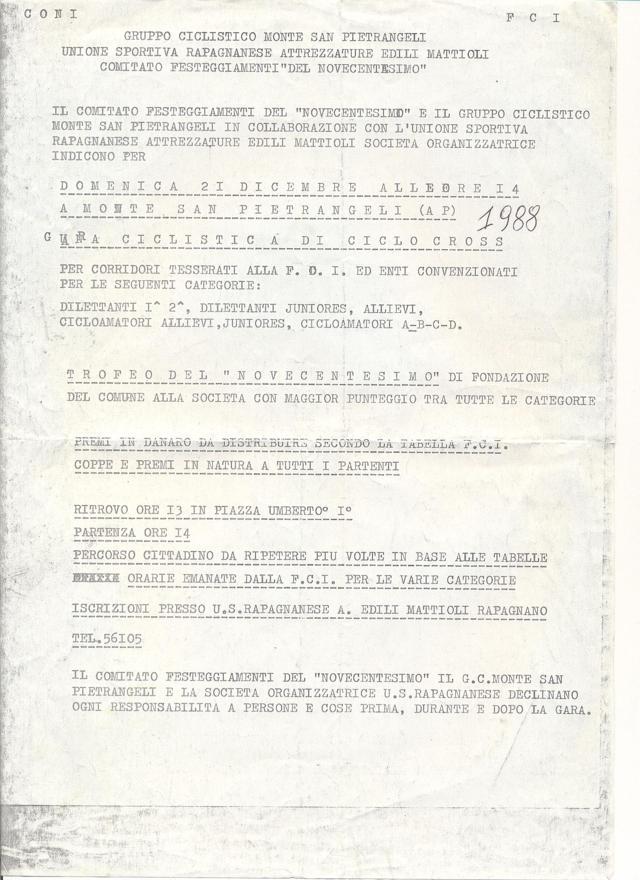 CONI F C I
GRUPPO CICLISTICO MONTE SAN PIETRANGELI
UNIONE SPORTIVA RAPAGNANESE ATTREZZATURE EDILI MATTIOLI
COMITATO FESTEGGIAMENTI"DEL NOVECENTESIMO"
IL COMITATO FESTEGGIAMENTI DEL "NOVECENTESIMO" E IL GRUPPO CICLISTICO
MONTE SAN PIETRANGELI IN COLLABORAZIONE CON L'UNIONE SPORTIVA
RAPAGNANESE ATTREZZATURE EDILI MATTIOLI SOCIETA ORGANIZZATRICE
INDICONO PER
DOMENICA 2I DICEMBRE ALLEORE I4
A MONTE SAN PIETRANGELI (AP) 1988
GARA CICLISTICA DI CICLO CROSS
PER CORRIDORI TESSERATI ALLA F. C. I. ED ENTI CONVENZIONATI
PER LE SEGUENTI CATEGORIE:
DILETTANTI I^ 2^, DILETTANTI JUNIORES, ALLIEVI,
CICLOAMATORI ALLIEVI,JUNIORES, CICLOAMATORI A-B-C-D.
TROFEO DEL "NOVECENTESIMO" DI FONDAZIONE
DEL COMUNE ALLA SOCIETA CON MAGGIOR PUNTEGGIO TRA TUTTE LE CATEGORIE
PREMI IN DANARO DA DISTRIBUIRE SECONDO LA TABELLA F.C.I.
COPPE E PREMI IN NATURA A TUTTI I PARTENTI
RITROVO ORE I3 IN PIAZZA UMBERTO° I°
PARTENZA ORE I4
PERCORSO CITTADINO DA RIPETERE PIU VOLTE IN BASE ALLE TABELLE
ORARIE EMANATE DALLA F.C.I. PER LE VARIE CATEGORIE
ISCRIZIONI PRESSO U.S.RAPAGNANESE A. EDILI MATTIOLI RAPAGNANO
TEL.56I05
IL COMITATO FESTEGGIAMENTI DEL "NOVECENTESIMO" IL G.C.MONTE SAN
PIETRANGELI E LA SOCIETA ORGANIZZATRICE U.S.RAPAGNANESE DECLINANO
OGNI RESPONSABILITA A PERSONE E COSE PRIMA, DURANTE E DOPO LA GARA.